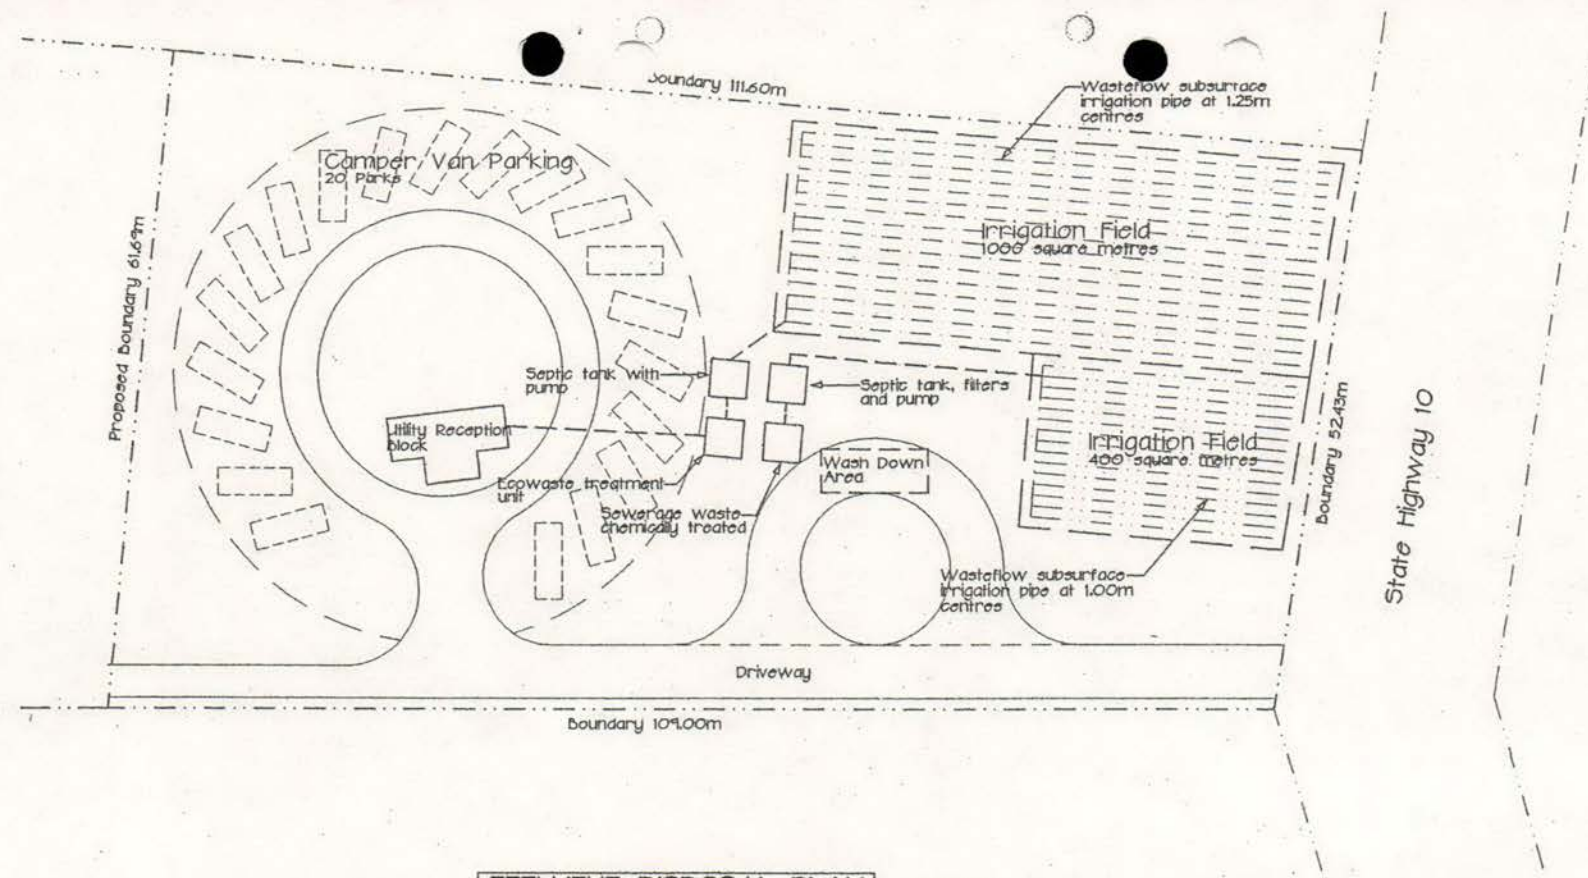 Boundary 111.60m
Wasteflow subsurface
irrigation pipe at 1.25m
centres
Camper Van Parking
20 Parks
Irrigation Field
1000 square metres
Proposed Boundary 61.69m
Septic tank with
pump
Septic tank, filters
and pump
Utility Reception
block
Irrigation Field
400 square metres
Boundary 52.43m
State Highway 10
Wash Down
Area
Ecowaste treatment
unit
Sewerage waste
chemically treated
Wasteflow subsurface
irrigation pipe at 1.00m
centres
Driveway
Boundary 109.00m
EFFLUENT DISPOSAL PLAN